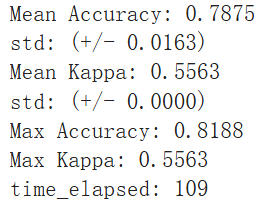 Mean Accuracy: 0.7875
std: (+/- 0.0163)
Mean Kappa: 0.5563
std: (+/- 0.0000)
Max Accuracy: 0.8188
Max Kappa: 0.5563
time_elapsed: 109